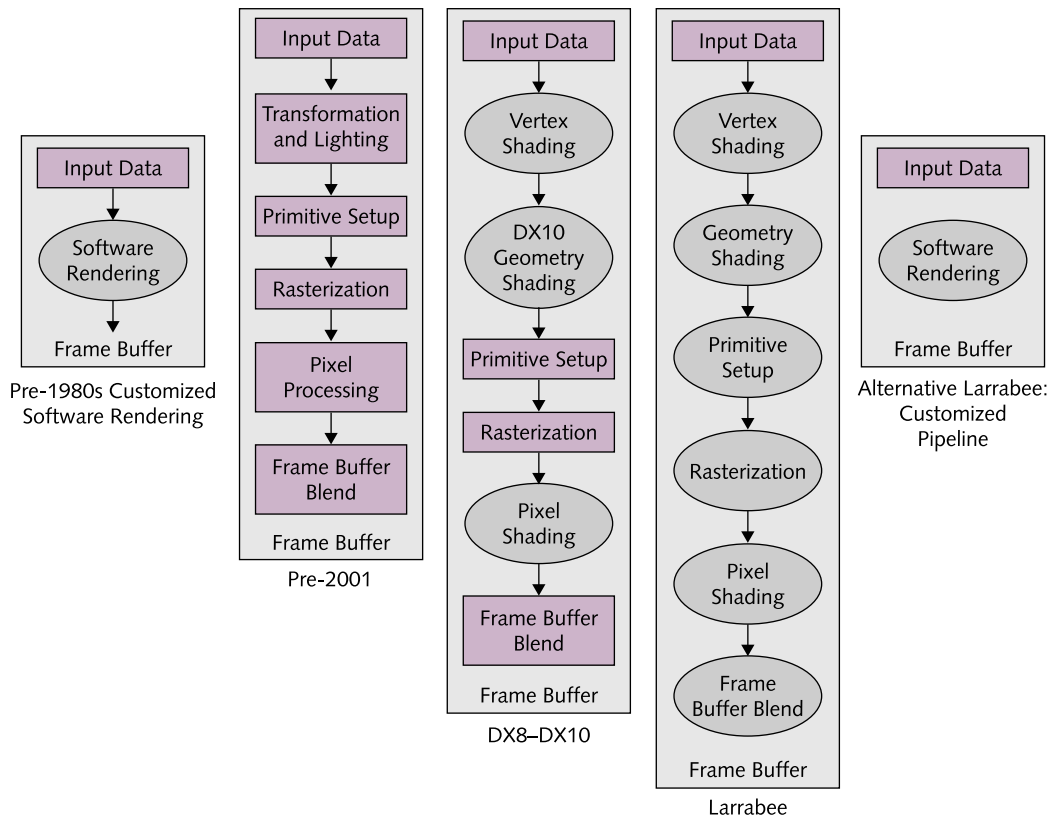 Input Data
Software
Rendering
Frame Buffer
Pre-1980s Customized
Software Rendering
Input Data
Transformation
and Lighting
Primitive Setup
Rasterization
Pixel
Processing
Frame Buffer
Blend
Frame Buffer
Pre-2001
Input Data
Vertex
Shading
DX10
Geometry
Shading
Primitive Setup
Rasterization
Pixel
Shading
Frame Buffer
Blend
Frame Buffer
DX8–DX10
Input Data
Vertex
Shading
Geometry
Shading
Primitive
Setup
Rasterization
Pixel
Shading
Frame
Buffer Blend
Frame Buffer
Larrabee
Input Data
Software
Rendering
Frame Buffer
Alternative Larrabee:
Customized
Pipeline